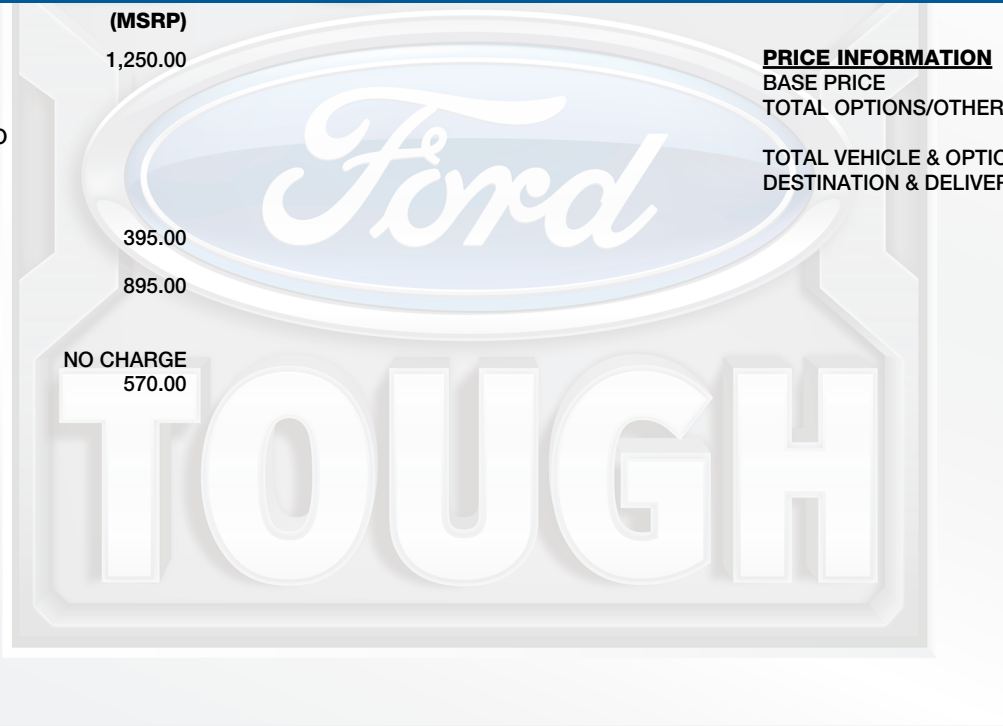 (MSRP)
1,250.00
395.00
895.00
NO CHARGE
570.00
PRICE INFORMATION
BASE PRICE
TOTAL OPTIONS/OTHER
TOTAL VEHICLE & OPTIO
DESTINATION & DELIVER
Ford
TOUGH